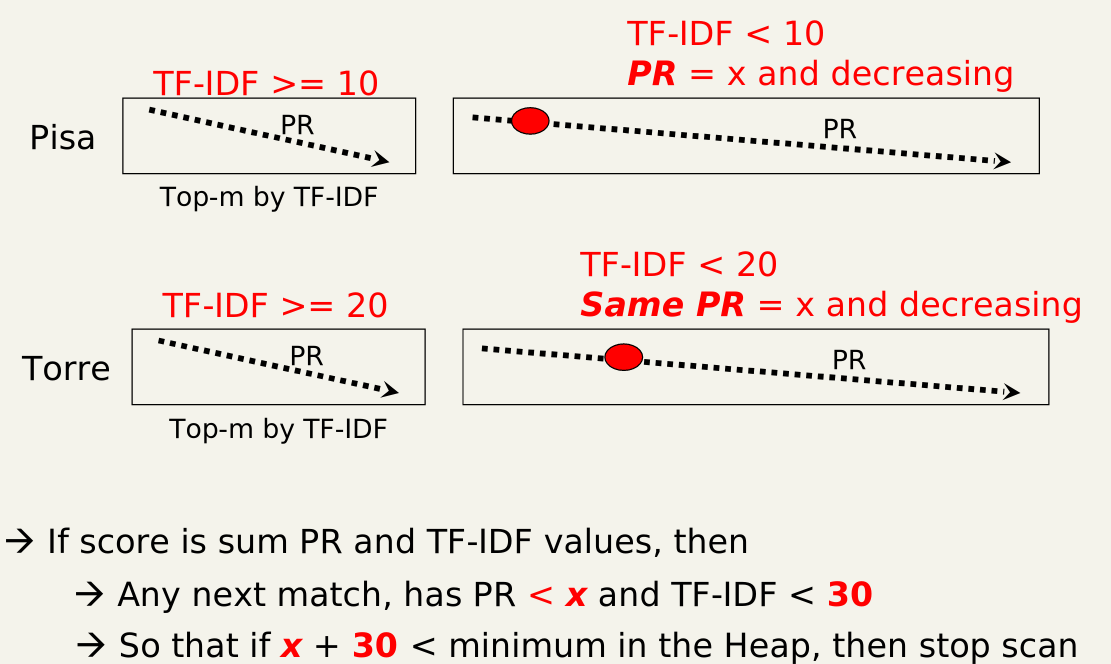 TF-IDF < 10
PR = x and decreasing
TF-IDF >= 10
Pisa
PR
PR
Top-m by TF-IDF
TF-IDF < 20
Same PR = x and decreasing
TF-IDF >= 20
Torre
PR
PR
Top-m by TF-IDF
→ If score is sum PR and TF-IDF values, then
→ Any next match, has PR < x and TF-IDF < 30
→ So that if x + 30 < minimum in the Heap, then stop scan